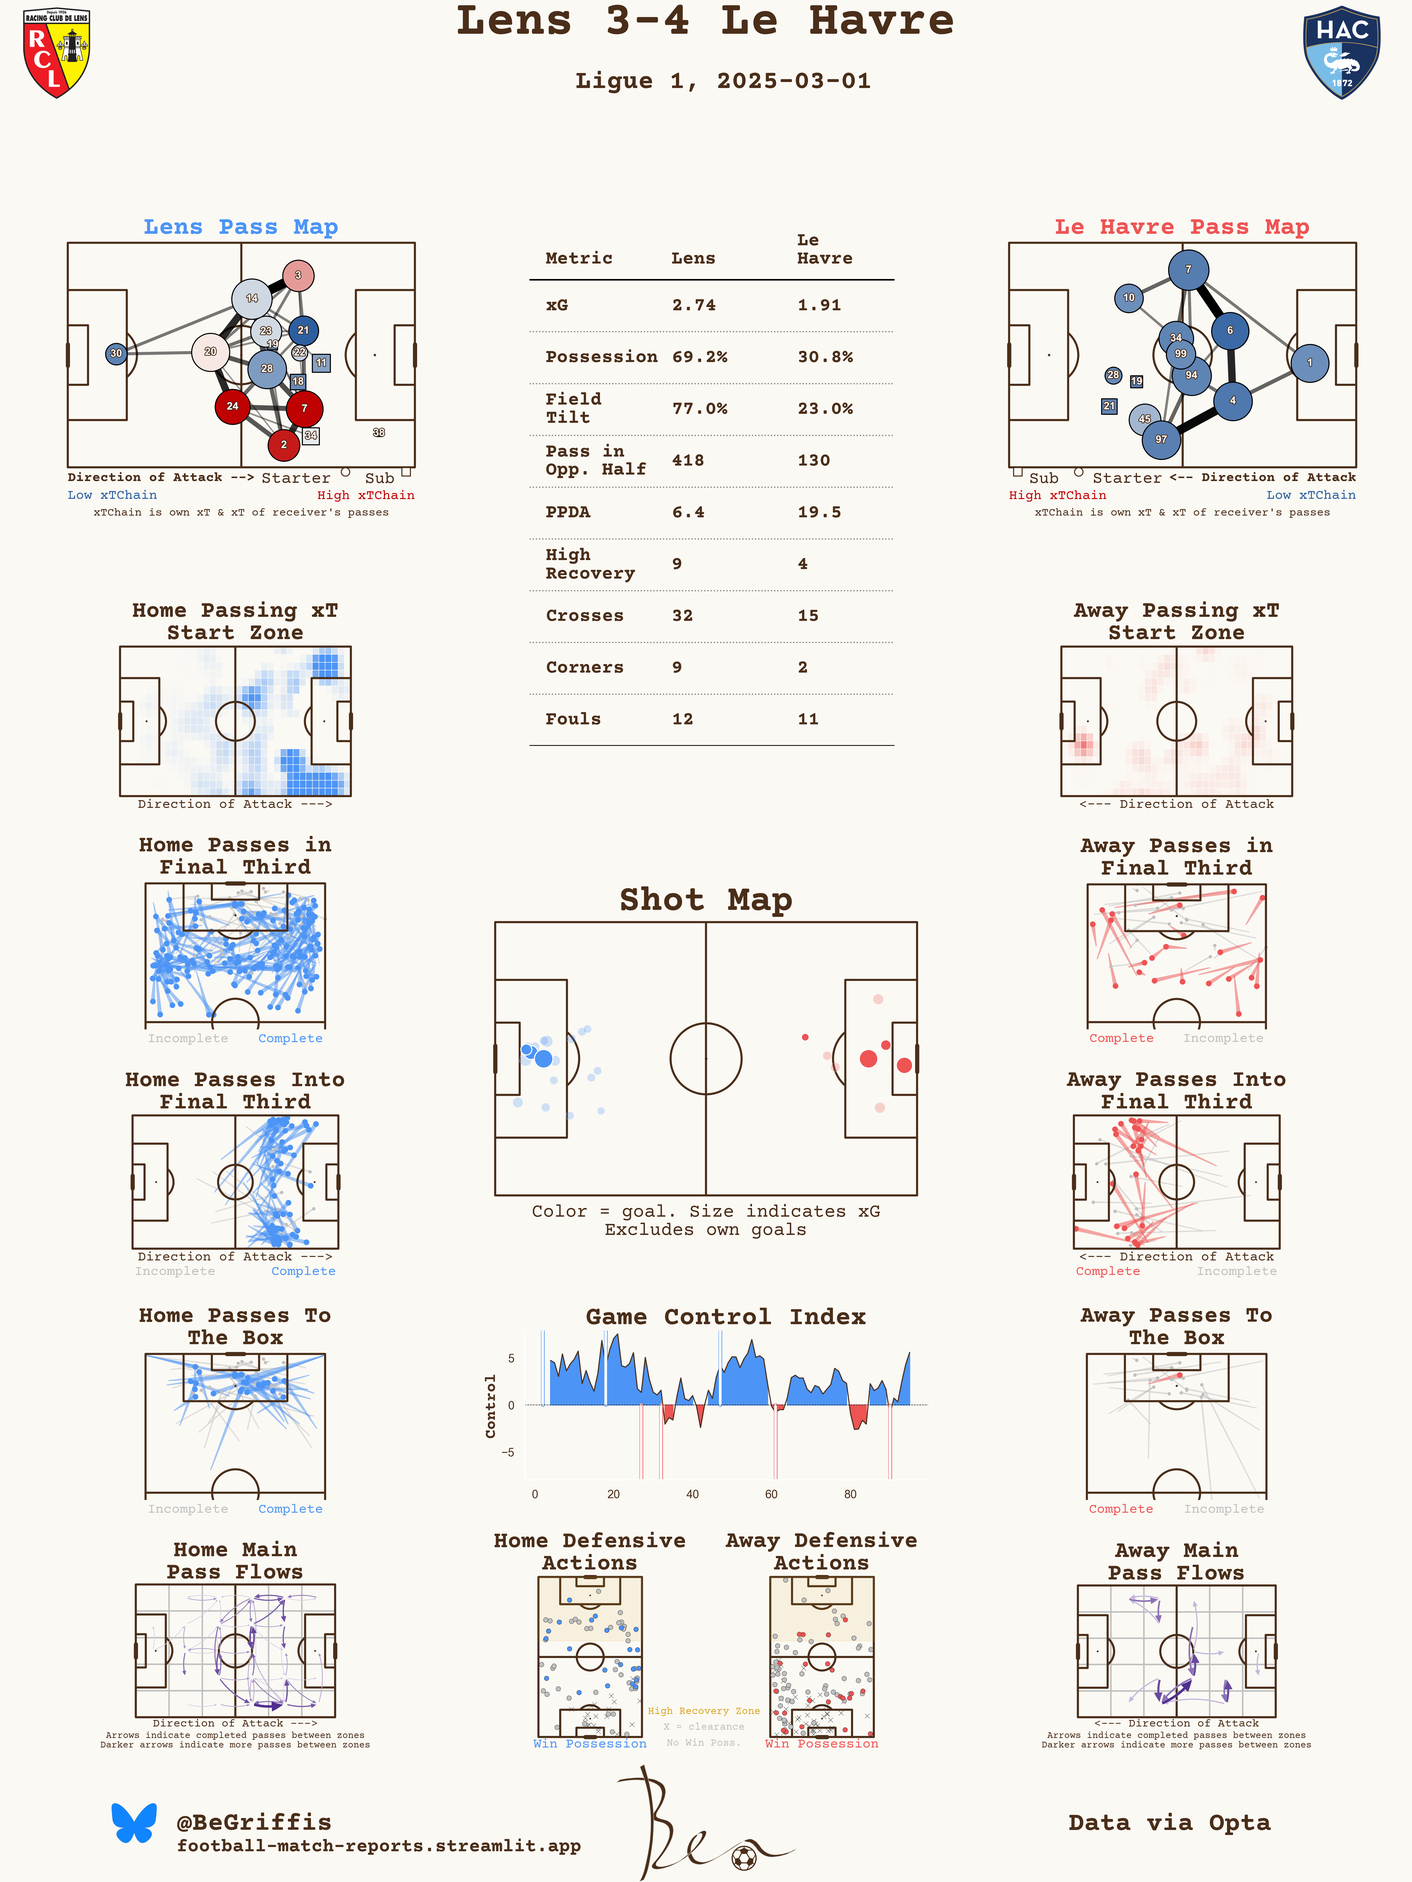 Lens 3-4 Le Havre
Ligue 1, 2025-03-01
Depuis 1906
RACING CLUB DE LENS
R
C
L
HAC
1872
Lens Pass Map
3
14
23
21
19
20
22
11
30
28
18
24
7
34
2
38
Direction of Attack --> Starter Sub
Low xTChain High xTChain
xTChain is own xT & xT of receiver's passes
Metric Lens Le Havre
xG 2.74 1.91
Possession 69.2% 30.8%
Field Tilt 77.0% 23.0%
Pass in Opp. Half 418 130
PPDA 6.4 19.5
High Recovery 9 4
Crosses 32 15
Corners 9 2
Fouls 12 11
Le Havre Pass Map
7
10
6
34
99
1
28
19
94
21
4
45
97
Sub Starter <-- Direction of Attack
High xTChain Low xTChain
xTChain is own xT & xT of receiver's passes
Home Passing xT
Start Zone
Direction of Attack --->
Away Passing xT
Start Zone
<--- Direction of Attack
Home Passes in
Final Third
Incomplete Complete
Away Passes in
Final Third
Complete Incomplete
Shot Map
Color = goal. Size indicates xG
Excludes own goals
Home Passes Into
Final Third
Direction of Attack --->
Incomplete Complete
Away Passes Into
Final Third
<--- Direction of Attack
Complete Incomplete
Home Passes To
The Box
Incomplete Complete
Game Control Index
Control
5
0
−5
0 20 40 60 80
Away Passes To
The Box
Complete Incomplete
Home Main
Pass Flows
Direction of Attack --->
Arrows indicate completed passes between zones
Darker arrows indicate more passes between zones
Home Defensive
Actions
Win Possession
High Recovery Zone
X = clearance
No Win Poss.
Away Defensive
Actions
Win Possession
Away Main
Pass Flows
<--- Direction of Attack
Arrows indicate completed passes between zones
Darker arrows indicate more passes between zones
@BeGriffis
football-match-reports.streamlit.app
Ben
Data via Opta